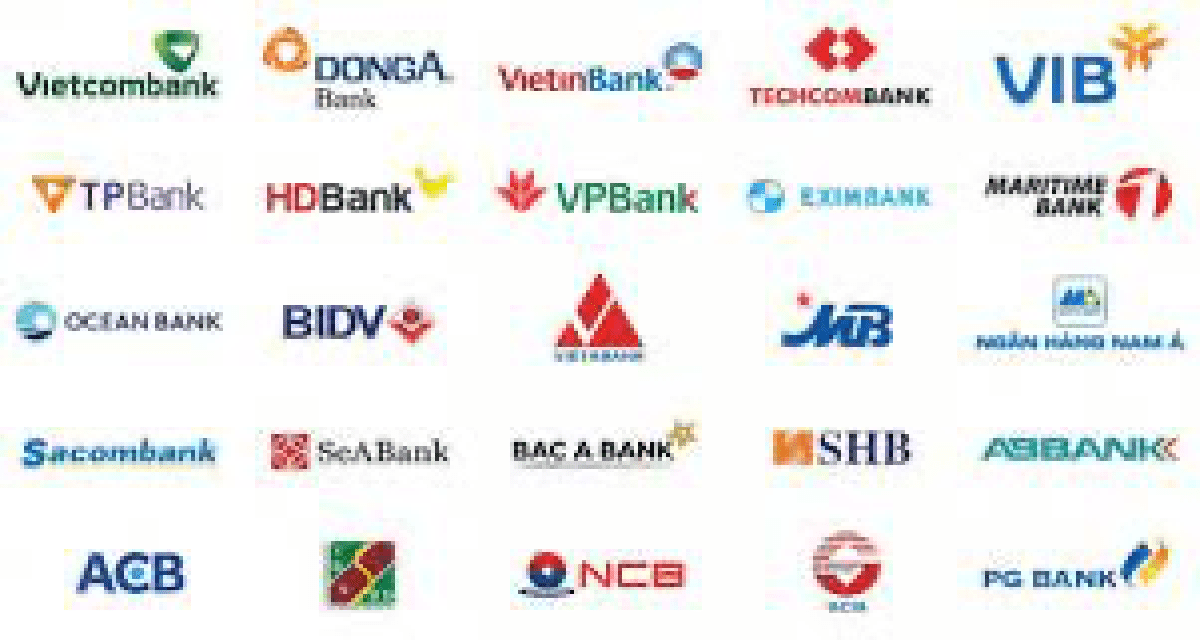 Vietcombank
DONGA
Bank
VietinBank
TECHCOMBANK
VIB
TPBank
HDBank
VPBank
EXIMBANK
MARITIME
BANK
OCEAN BANK
BIDV
VIETABANK
MB
NGÂN HÀNG NAM Á
Sacombank
SeABank
BAC A BANK
SHB
ABBANK
ACB
NCB
PG BANK